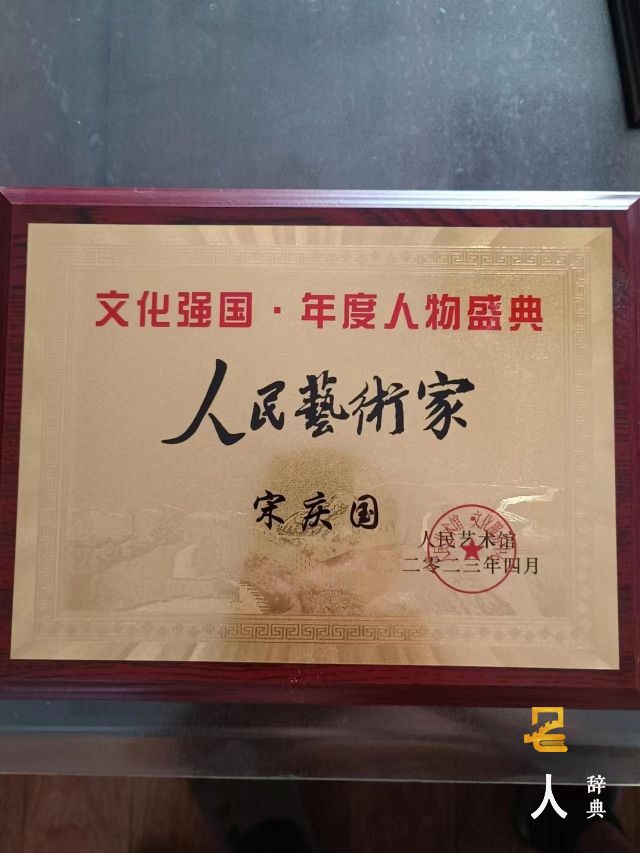 文化强国·年度人物盛典
人民藝術家
宋庆国
人民艺术馆
二零二三年四月
名人
辞典